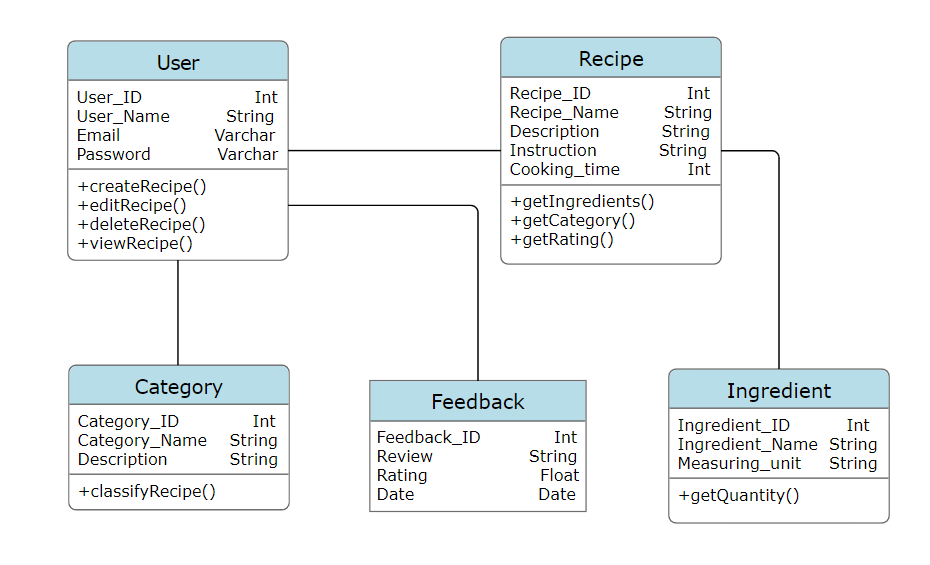 User
User_ID Int
User_Name String
Email Varchar
Password Varchar
+createRecipe()
+editRecipe()
+deleteRecipe()
+viewRecipe()
Recipe
Recipe_ID Int
Recipe_Name String
Description String
Instruction String
Cooking_time Int
+getIngredients()
+getCategory()
+getRating()
Category
Category_ID Int
Category_Name String
Description String
+classifyRecipe()
Feedback
Feedback_ID Int
Review String
Rating Float
Date Date
Ingredient
Ingredient_ID Int
Ingredient_Name String
Measuring_unit String
+getQuantity()